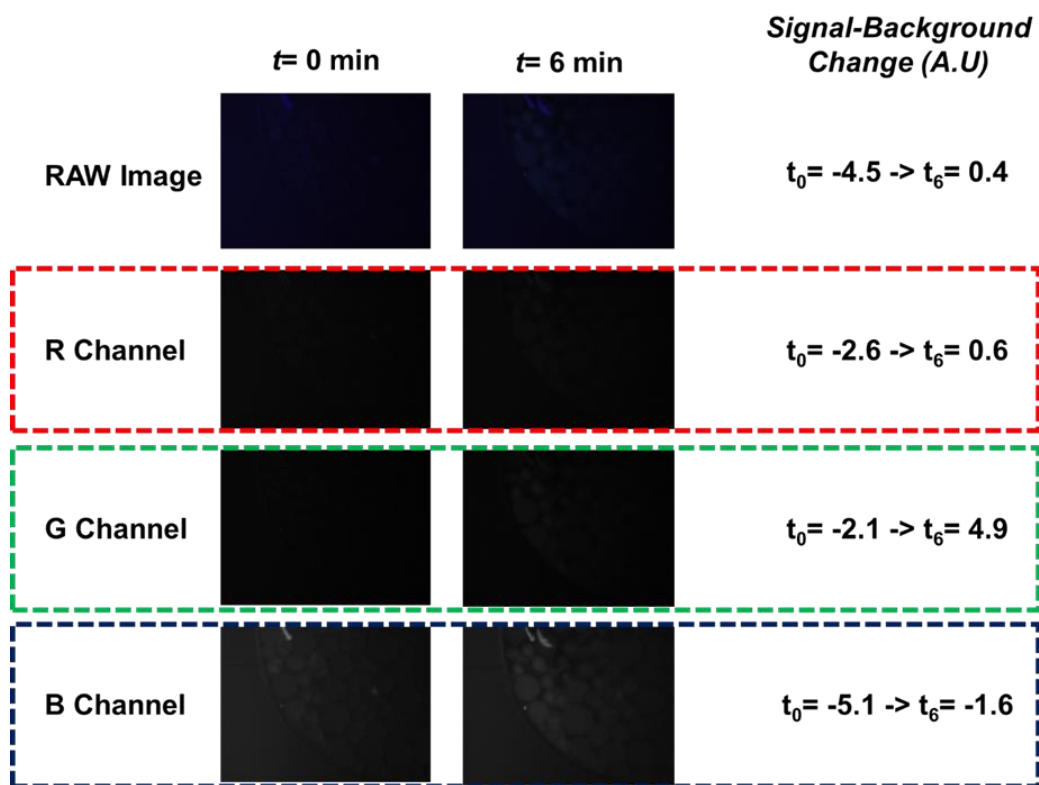 Signal-Background
Change (A.U)
t= 0 min
t= 6 min
RAW Image
t₀= -4.5 -> t₆= 0.4
R Channel
t₀= -2.6 -> t₆= 0.6
G Channel
t₀= -2.1 -> t₆= 4.9
B Channel
t₀= -5.1 -> t₆= -1.6